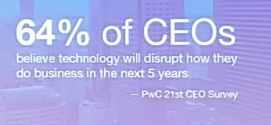 64% of CEOs
believe technology will disrupt how they
do business in the next 5 years
— PwC 21st CEO Survey